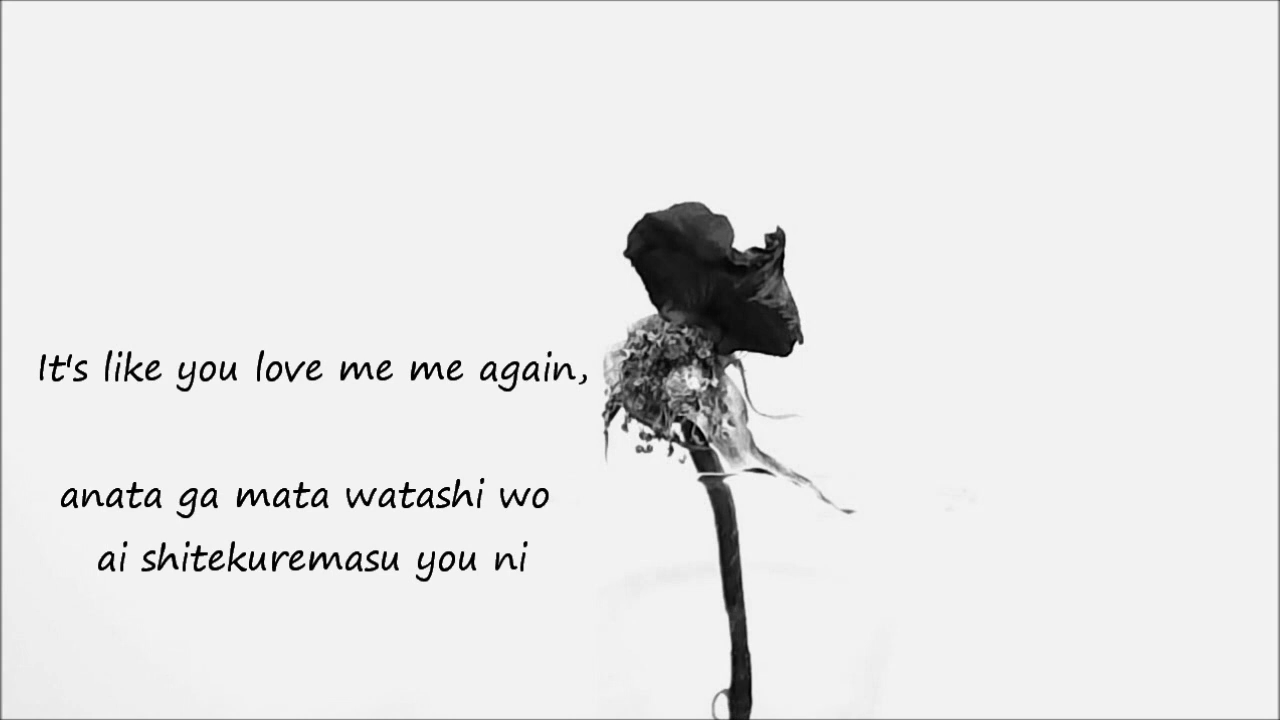 It's like you love me me again,
anata ga mata watashi wo
ai shitekuremasu you ni